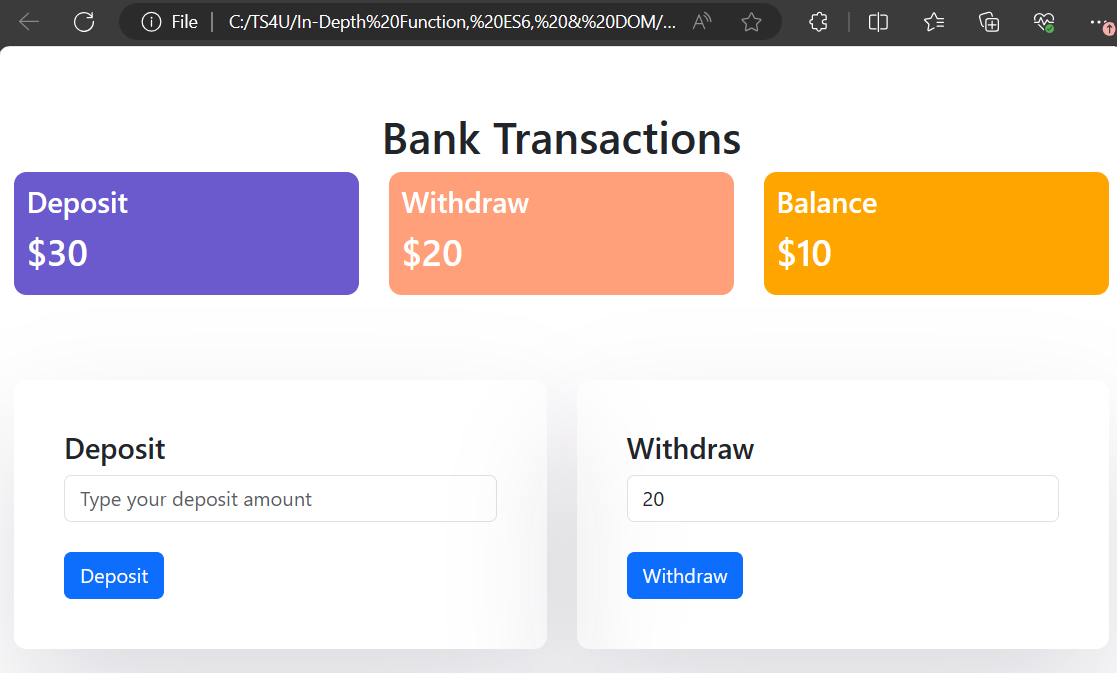 File C:/TS4U/In-Depth%20Function,%20ES6,%20&%20DOM/...
Bank Transactions
Deposit
$30
Withdraw
$20
Balance
$10
Deposit
Type your deposit amount
Deposit
Withdraw
20
Withdraw